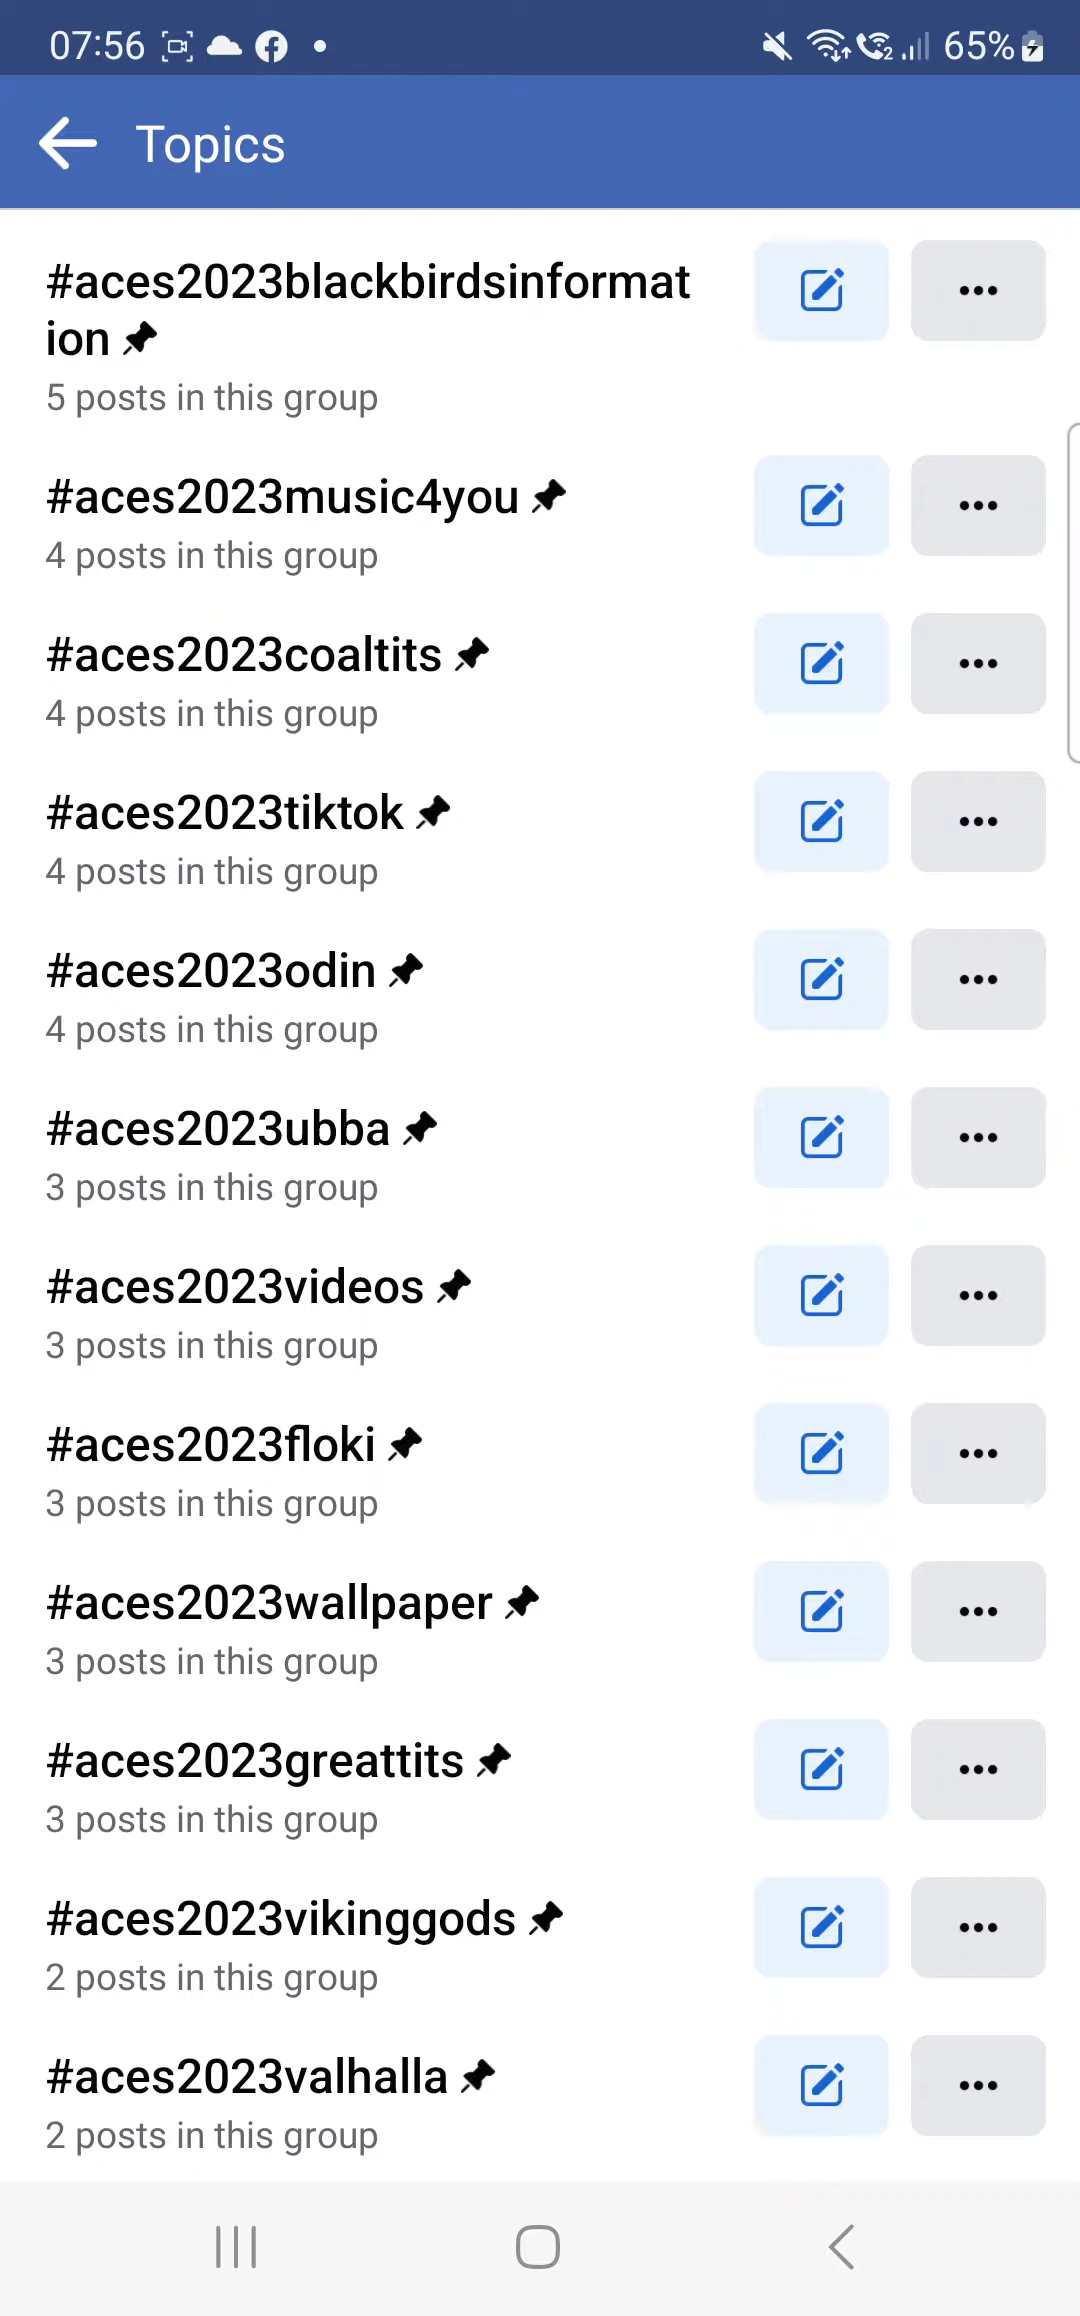 07:56
65%
Topics
#aces2023blackbirdsinformat
ion
5 posts in this group
#aces2023music4you
4 posts in this group
#aces2023coaltits
4 posts in this group
#aces2023tiktok
4 posts in this group
#aces2023odin
4 posts in this group
#aces2023ubba
3 posts in this group
#aces2023videos
3 posts in this group
#aces2023floki
3 posts in this group
#aces2023wallpaper
3 posts in this group
#aces2023greattits
3 posts in this group
#aces2023vikinggods
2 posts in this group
#aces2023valhalla
2 posts in this group